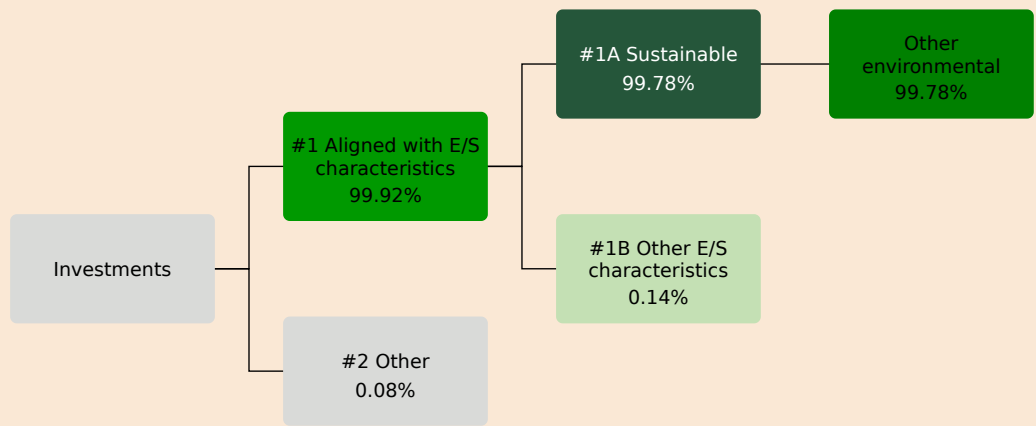 Investments
#1 Aligned with E/S
characteristics
99.92%
#2 Other
0.08%
#1A Sustainable
99.78%
#1B Other E/S
characteristics
0.14%
Other
environmental
99.78%